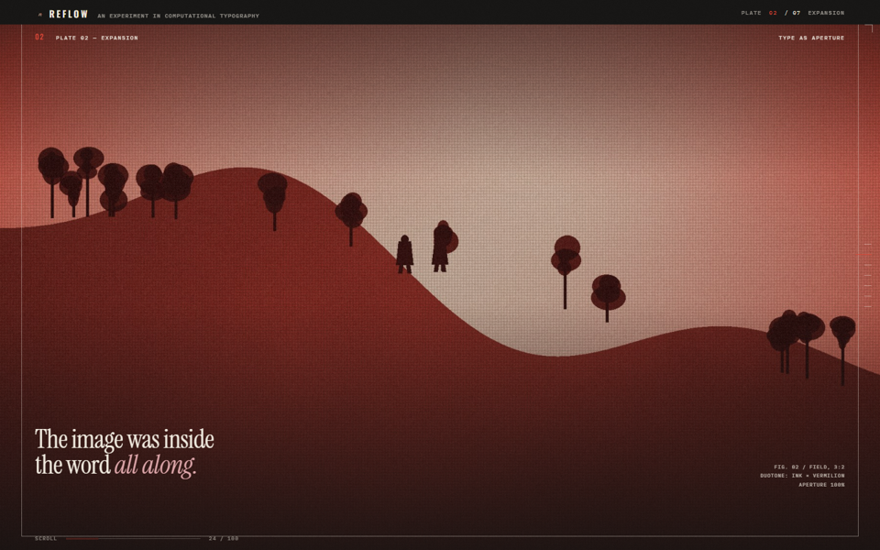 REFLOW AN EXPERIMENT IN COMPUTATIONAL TYPOGRAPHY
PLATE 02 / 07 EXPANSION
02 PLATE 02 — EXPANSION
TYPE AS APERTURE
The image was inside
the word all along.
FIG. 02 / FIELD, 3:2
DUOTONE: INK × VERMILION
APERTURE 100%
SCROLL 24 / 100